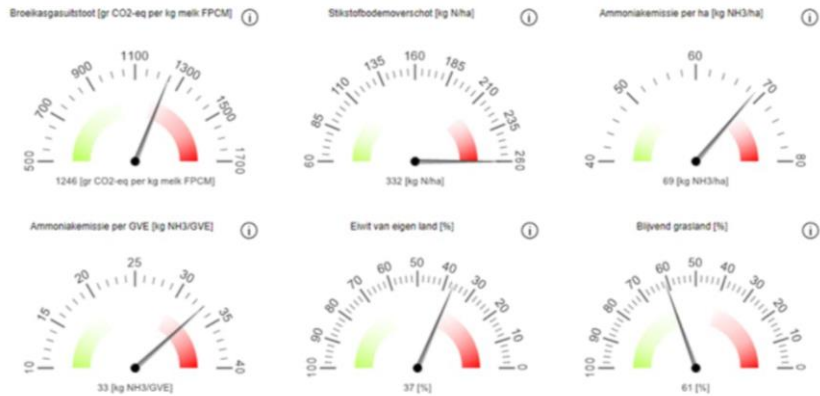 Broeikasgasuitstoot [gr CO2-eq per kg melk FPCM]
500 700 900 1100 1300 1500 1700
1246 [gr CO2-eq per kg melk FPCM]
Stikstofbodemoverschot [kg N/ha]
60 85 110 135 160 185 210 235 260
332 [kg N/ha]
Ammoniakemissie per ha [kg NH3/ha]
40 50 60 70 80
69 [kg NH3/ha]
Ammoniakemissie per GVE [kg NH3/GVE]
10 15 20 25 30 35 40
33 [kg NH3/GVE]
Eiwit van eigen land [%]
100 90 80 70 60 50 40 30 20 10 0
37 [%]
Blijvend grasland [%]
100 90 80 70 60 50 40 30 20 10 0
61 [%]